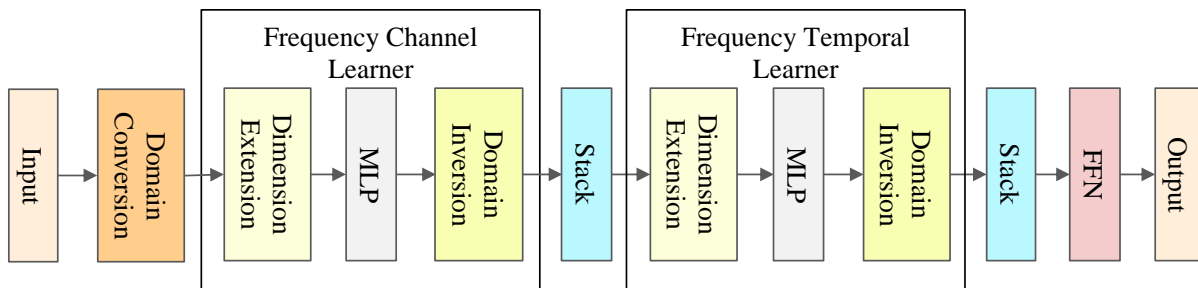 Frequency Channel
Learner
Frequency Temporal
Learner
Input
Domain
Conversion
Dimension
Extension
MLP
Domain
Inversion
Stack
Dimension
Extension
MLP
Domain
Inversion
Stack
FFN
Output